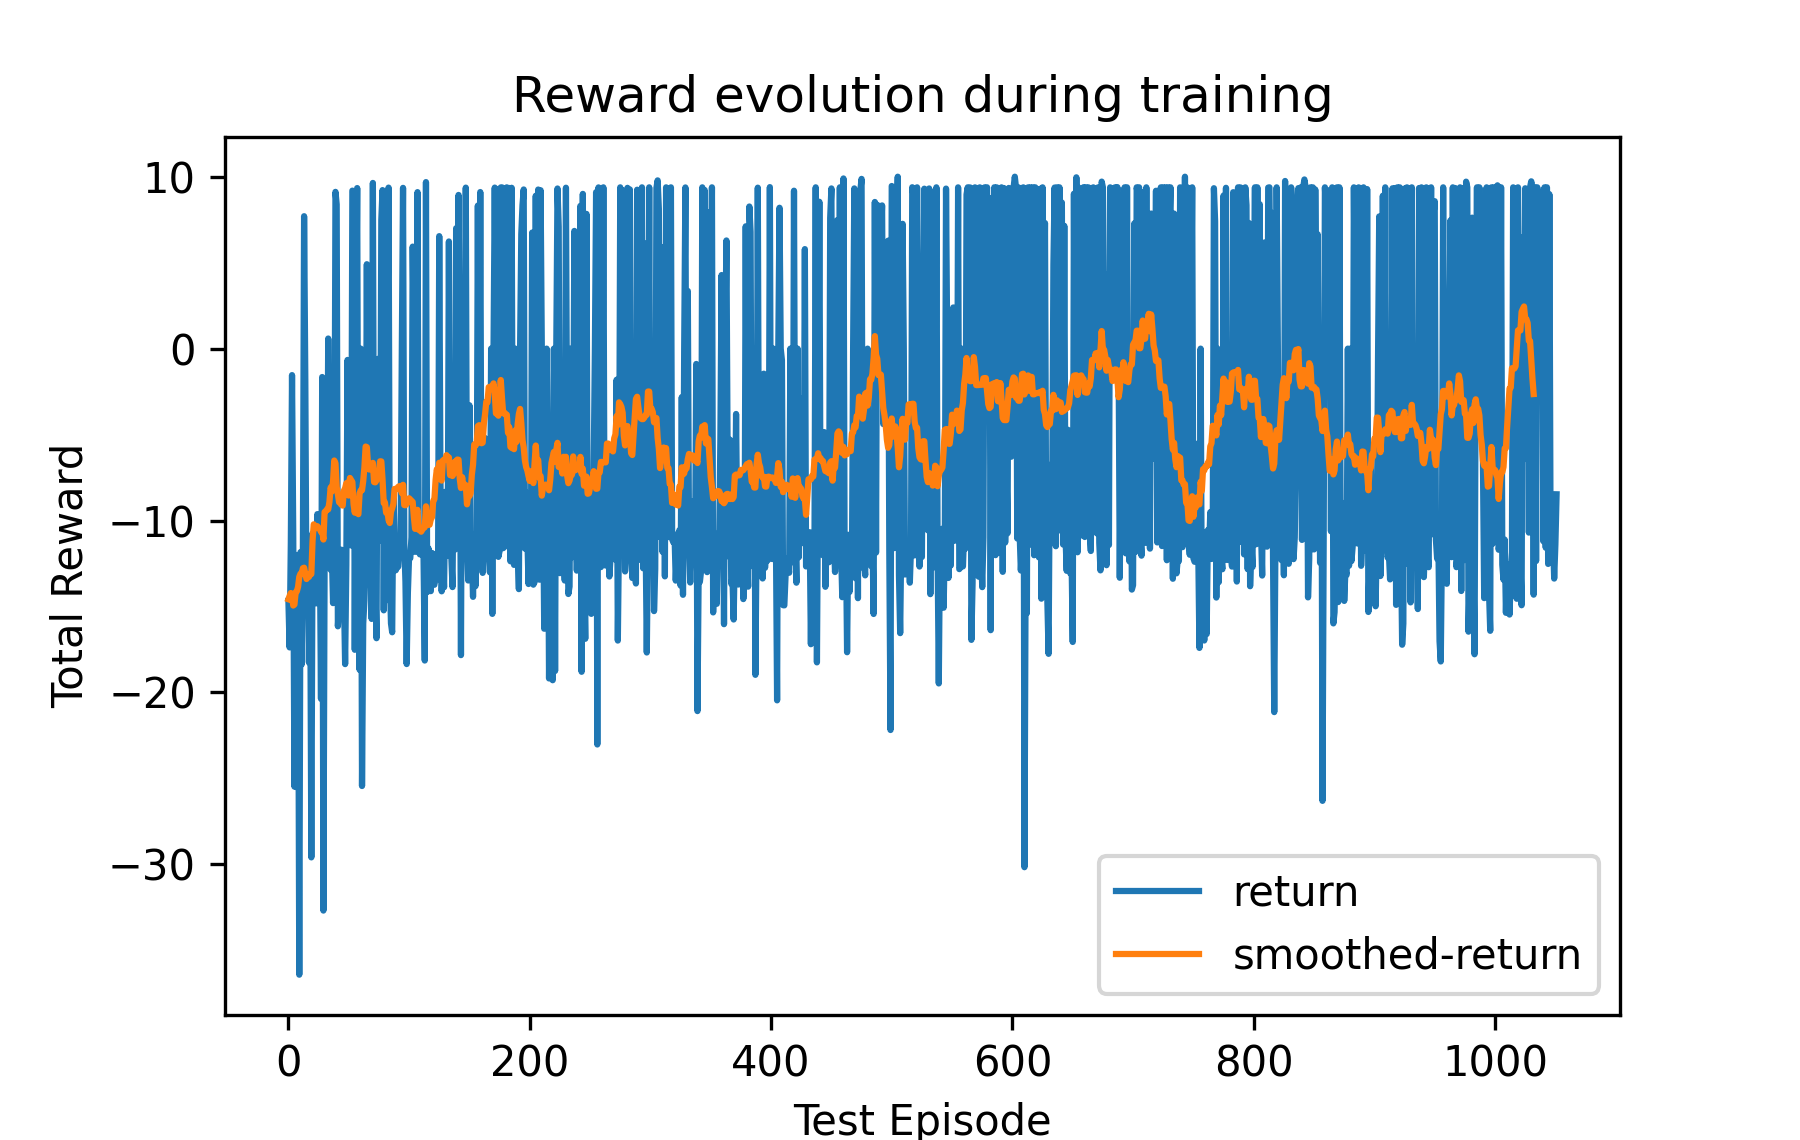 Reward evolution during training
Total Reward
10
0
−10
−20
−30
0 200 400 600 800 1000
Test Episode
return
smoothed-return